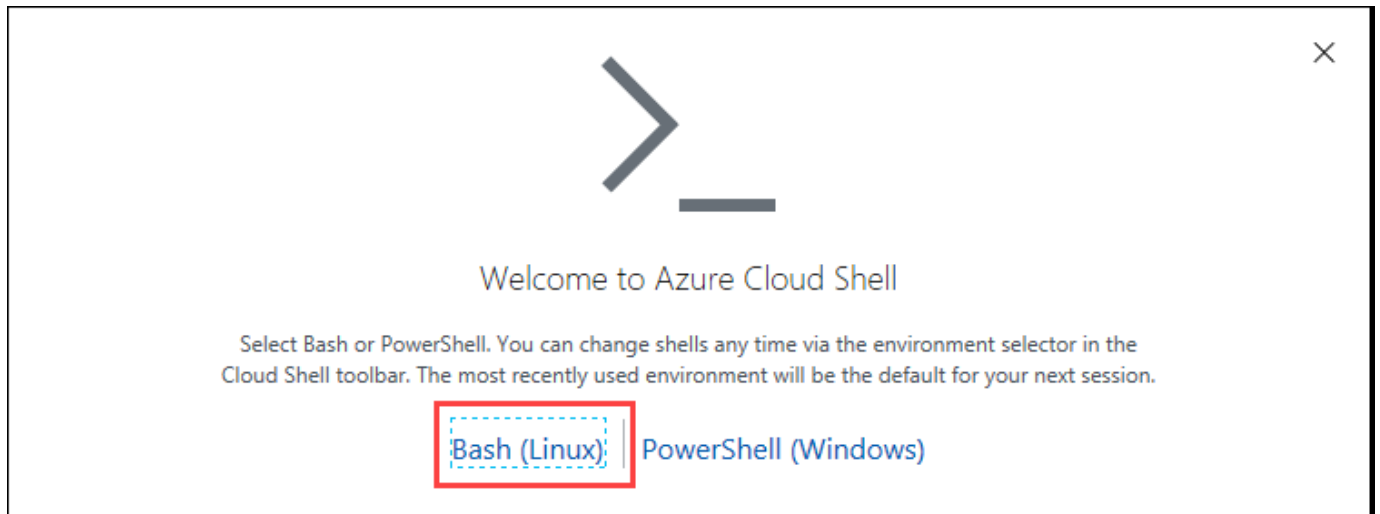 Welcome to Azure Cloud Shell
Select Bash or PowerShell. You can change shells any time via the environment selector in the
Cloud Shell toolbar. The most recently used environment will be the default for your next session.
Bash (Linux) PowerShell (Windows)